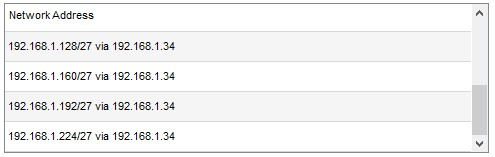 Network Address
192.168.1.128/27 via 192.168.1.34
192.168.1.160/27 via 192.168.1.34
192.168.1.192/27 via 192.168.1.34
192.168.1.224/27 via 192.168.1.34